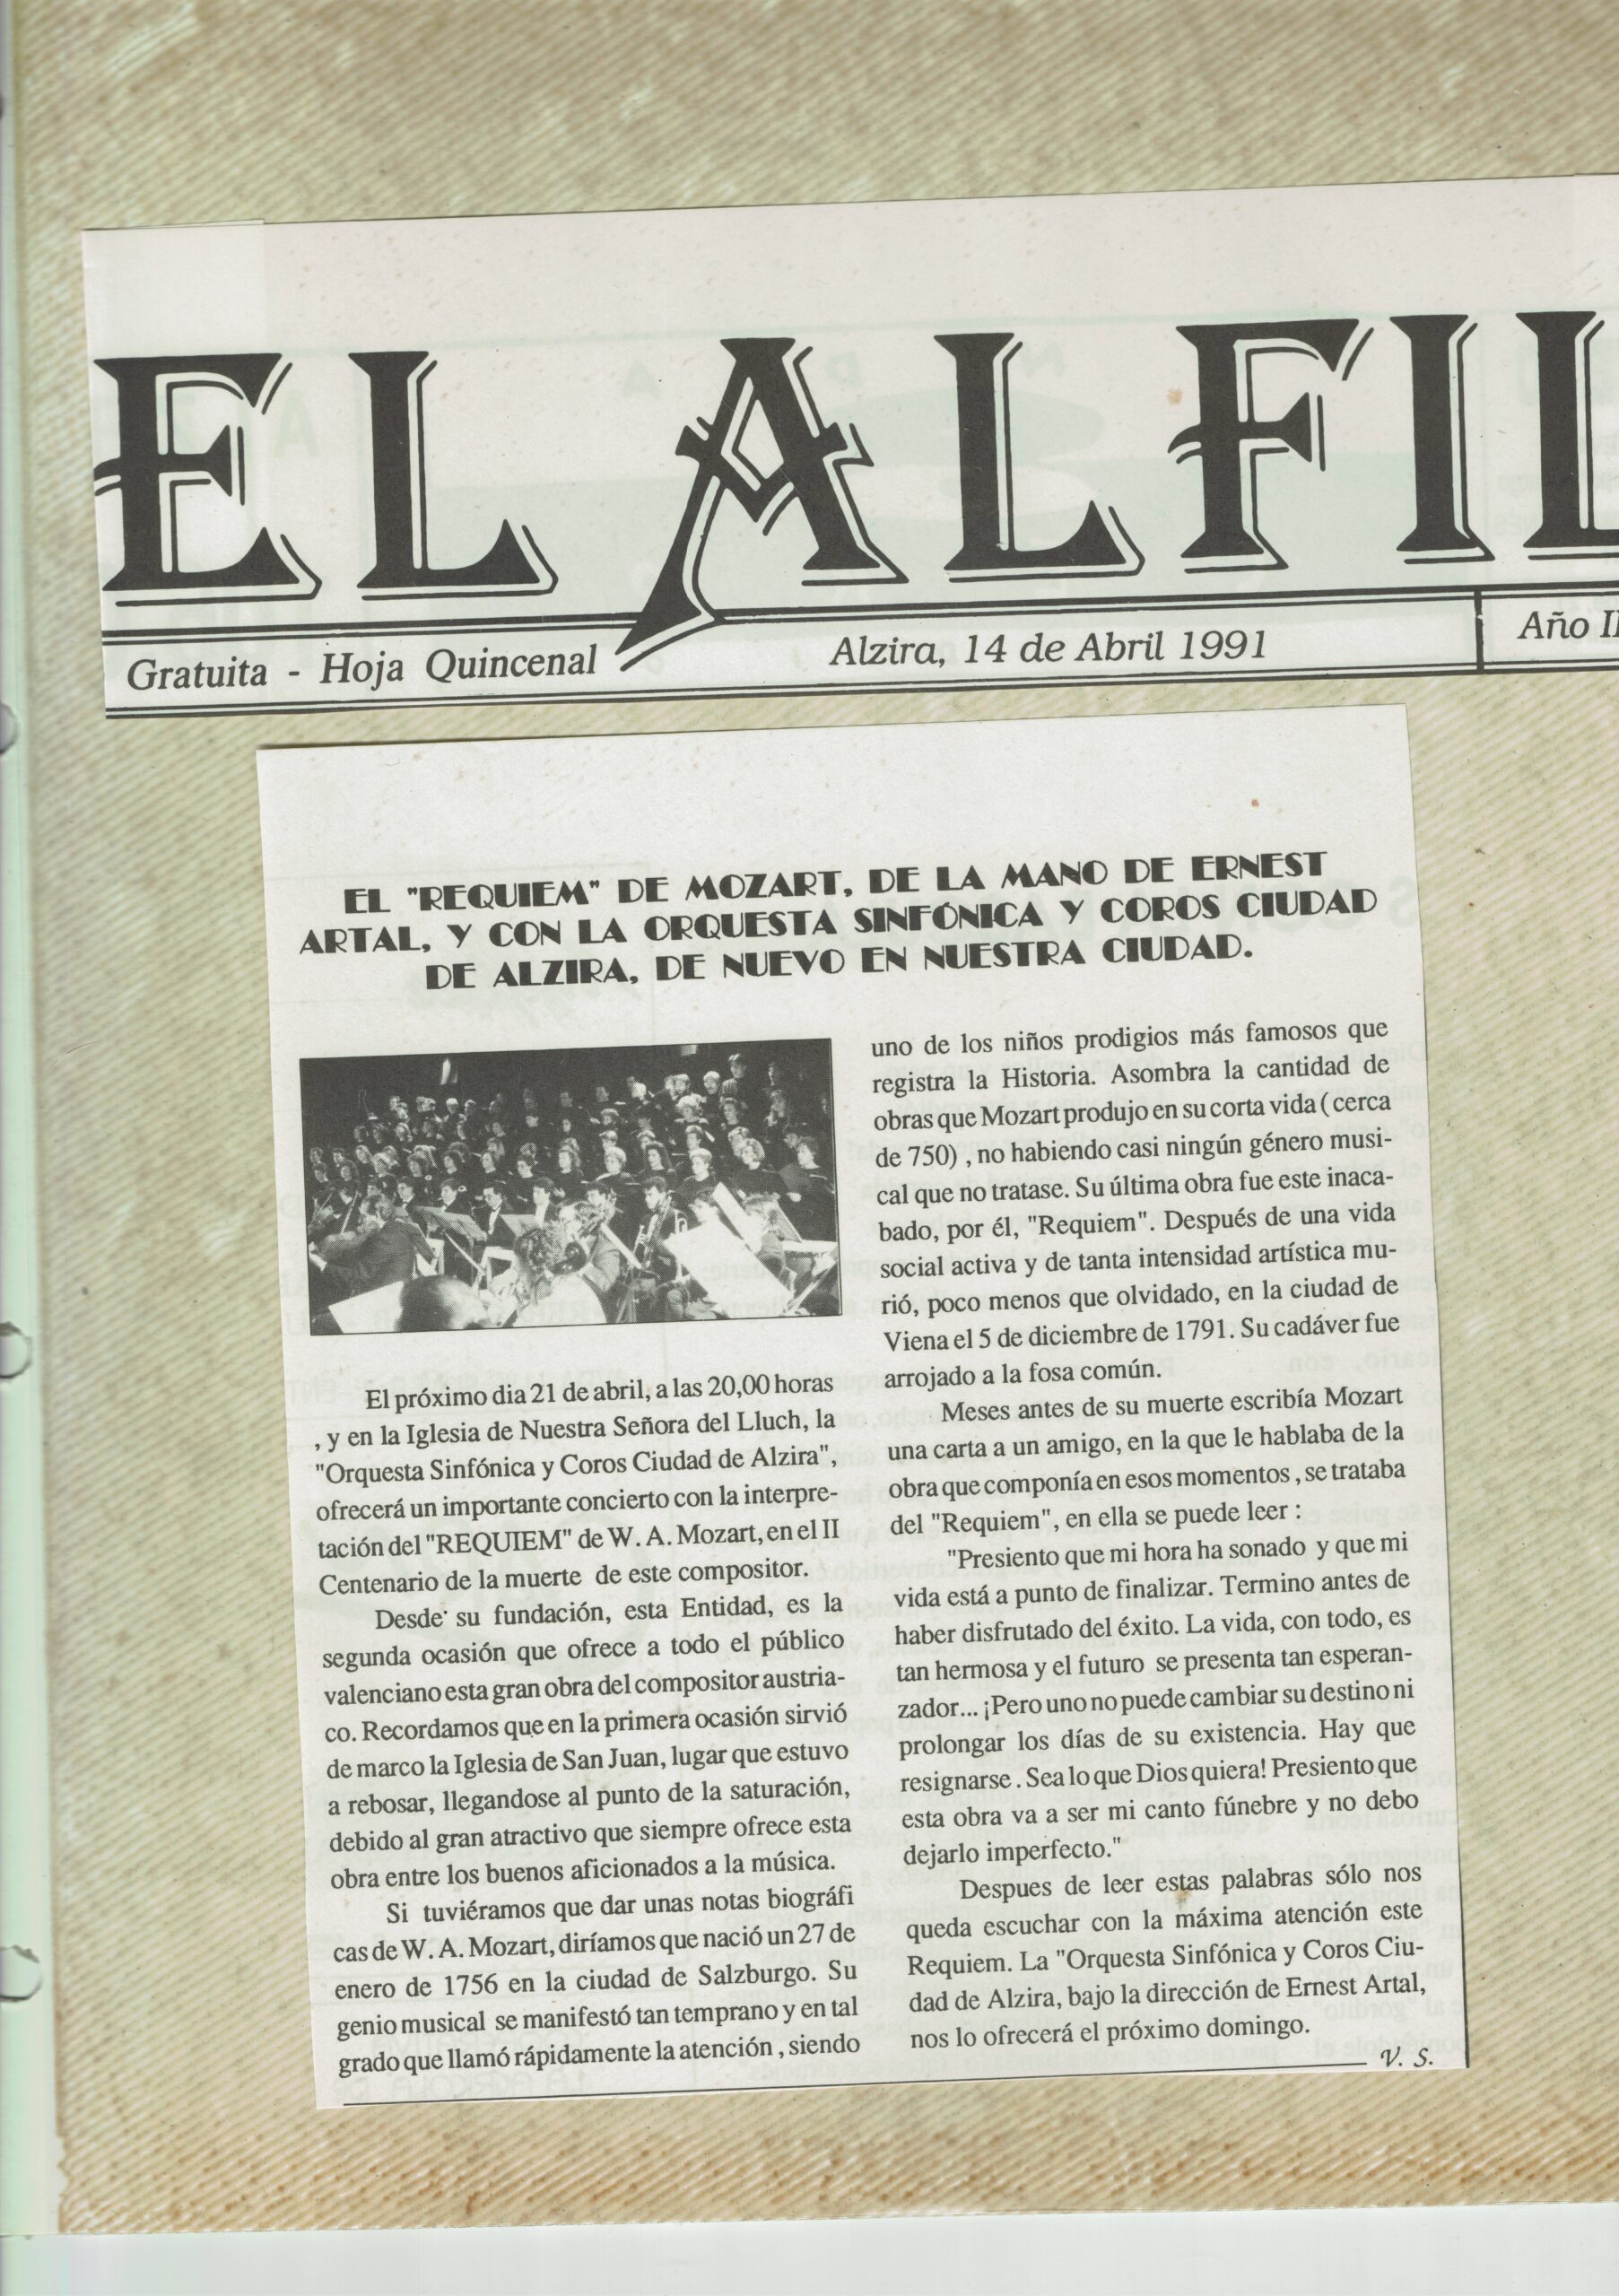 EL ALFIL
Gratuita - Hoja Quincenal
Alzira, 14 de Abril 1991
Año II
EL "REQUIEM" DE MOZART, DE LA MANO DE ERNEST
ARTAL, Y CON LA ORQUESTA SINFÓNICA Y COROS CIUDAD
DE ALZIRA, DE NUEVO EN NUESTRA CIUDAD.
El próximo dia 21 de abril, a las 20,00 horas
, y en la Iglesia de Nuestra Señora del Lluch, la
"Orquesta Sinfónica y Coros Ciudad de Alzira",
ofrecerá un importante concierto con la interpre-
tación del "REQUIEM" de W. A. Mozart, en el II
Centenario de la muerte de este compositor.
Desde su fundación, esta Entidad, es la
segunda ocasión que ofrece a todo el público
valenciano esta gran obra del compositor austria-
co. Recordamos que en la primera ocasión sirvió
de marco la Iglesia de San Juan, lugar que estuvo
a rebosar, llegandose al punto de la saturación,
debido al gran atractivo que siempre ofrece esta
obra entre los buenos aficionados a la música.
Si tuviéramos que dar unas notas biográfi
cas de W. A. Mozart, diríamos que nació un 27 de
enero de 1756 en la ciudad de Salzburgo. Su
genio musical se manifestó tan temprano y en tal
grado que llamó rápidamente la atención , siendo
uno de los niños prodigios más famosos que
registra la Historia. Asombra la cantidad de
obras que Mozart produjo en su corta vida ( cerca
de 750) , no habiendo casi ningún género musi-
cal que no tratase. Su última obra fue este inaca-
bado, por él, "Requiem". Después de una vida
social activa y de tanta intensidad artística mu-
rió, poco menos que olvidado, en la ciudad de
Viena el 5 de diciembre de 1791. Su cadáver fue
arrojado a la fosa común.
Meses antes de su muerte escribía Mozart
una carta a un amigo, en la que le hablaba de la
obra que componía en esos momentos , se trataba
del "Requiem", en ella se puede leer :
"Presiento que mi hora ha sonado y que mi
vida está a punto de finalizar. Termino antes de
haber disfrutado del éxito. La vida, con todo, es
tan hermosa y el futuro se presenta tan esperan-
zador... ¡Pero uno no puede cambiar su destino ni
prolongar los días de su existencia. Hay que
resignarse . Sea lo que Dios quiera! Presiento que
esta obra va a ser mi canto fúnebre y no debo
dejarlo imperfecto."
Despues de leer estas palabras sólo nos
queda escuchar con la máxima atención este
Requiem. La "Orquesta Sinfónica y Coros Ciu-
dad de Alzira, bajo la dirección de Ernest Artal,
nos lo ofrecerá el próximo domingo.
V. S.